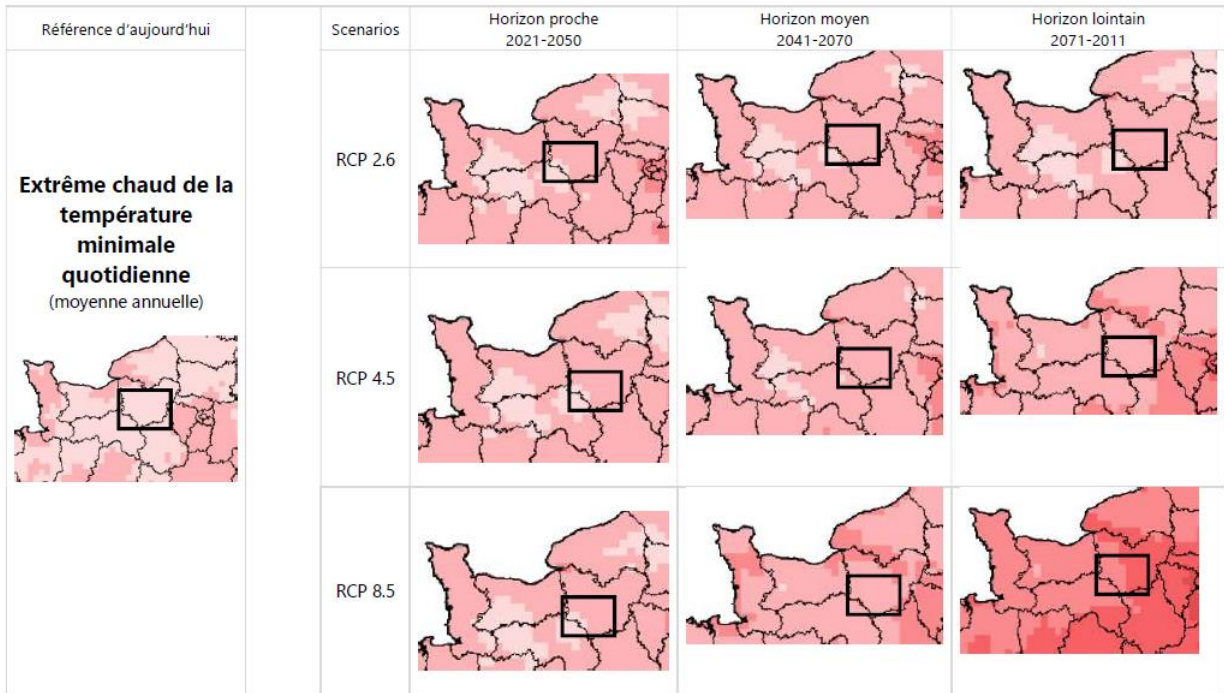 Référence d'aujourd'hui
Scenarios
Horizon proche
2021-2050
Horizon moyen
2041-2070
Horizon lointain
2071-2011
Extrême chaud de la
température
minimale
quotidienne
(moyenne annuelle)
RCP 2.6
RCP 4.5
RCP 8.5